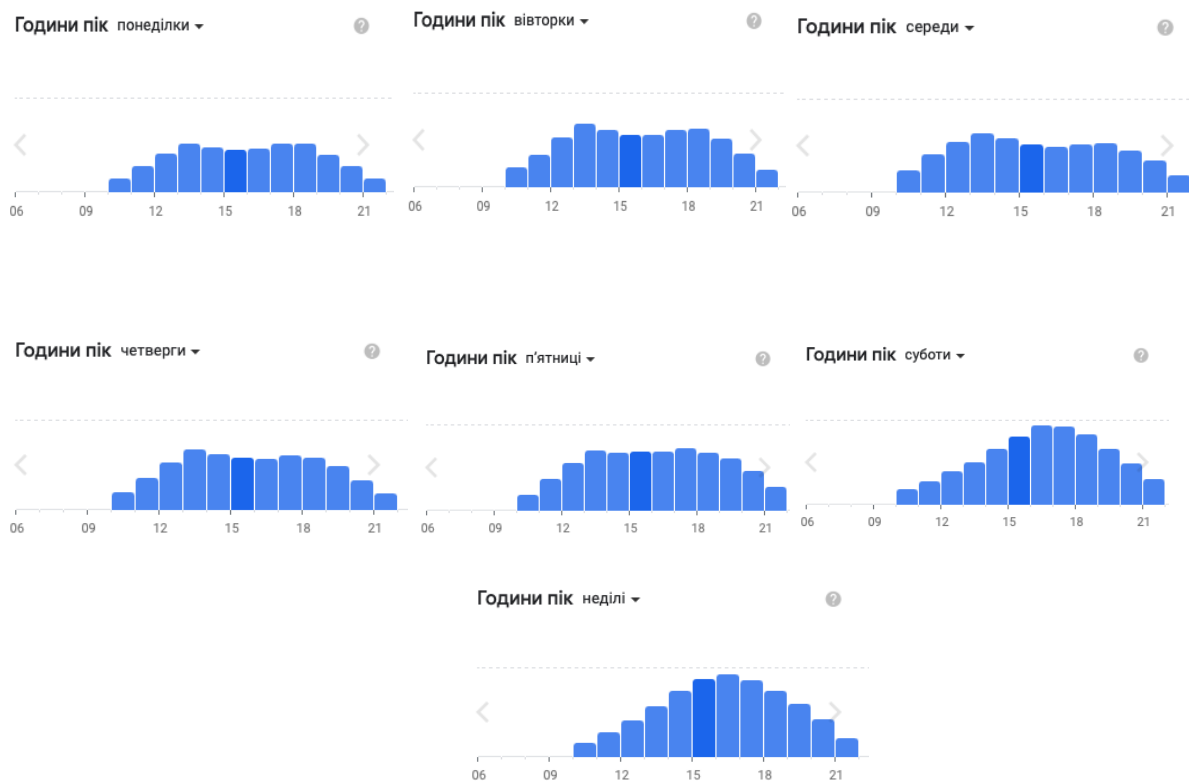 Години пік понеділки
06 09 12 15 18 21
Години пік вівторки
06 09 12 15 18 21
Години пік середи
06 09 12 15 18 21
Години пік четверги
06 09 12 15 18 21
Години пік п'ятниці
06 09 12 15 18 21
Години пік суботи
06 09 12 15 18 21
Години пік неділі
06 09 12 15 18 21